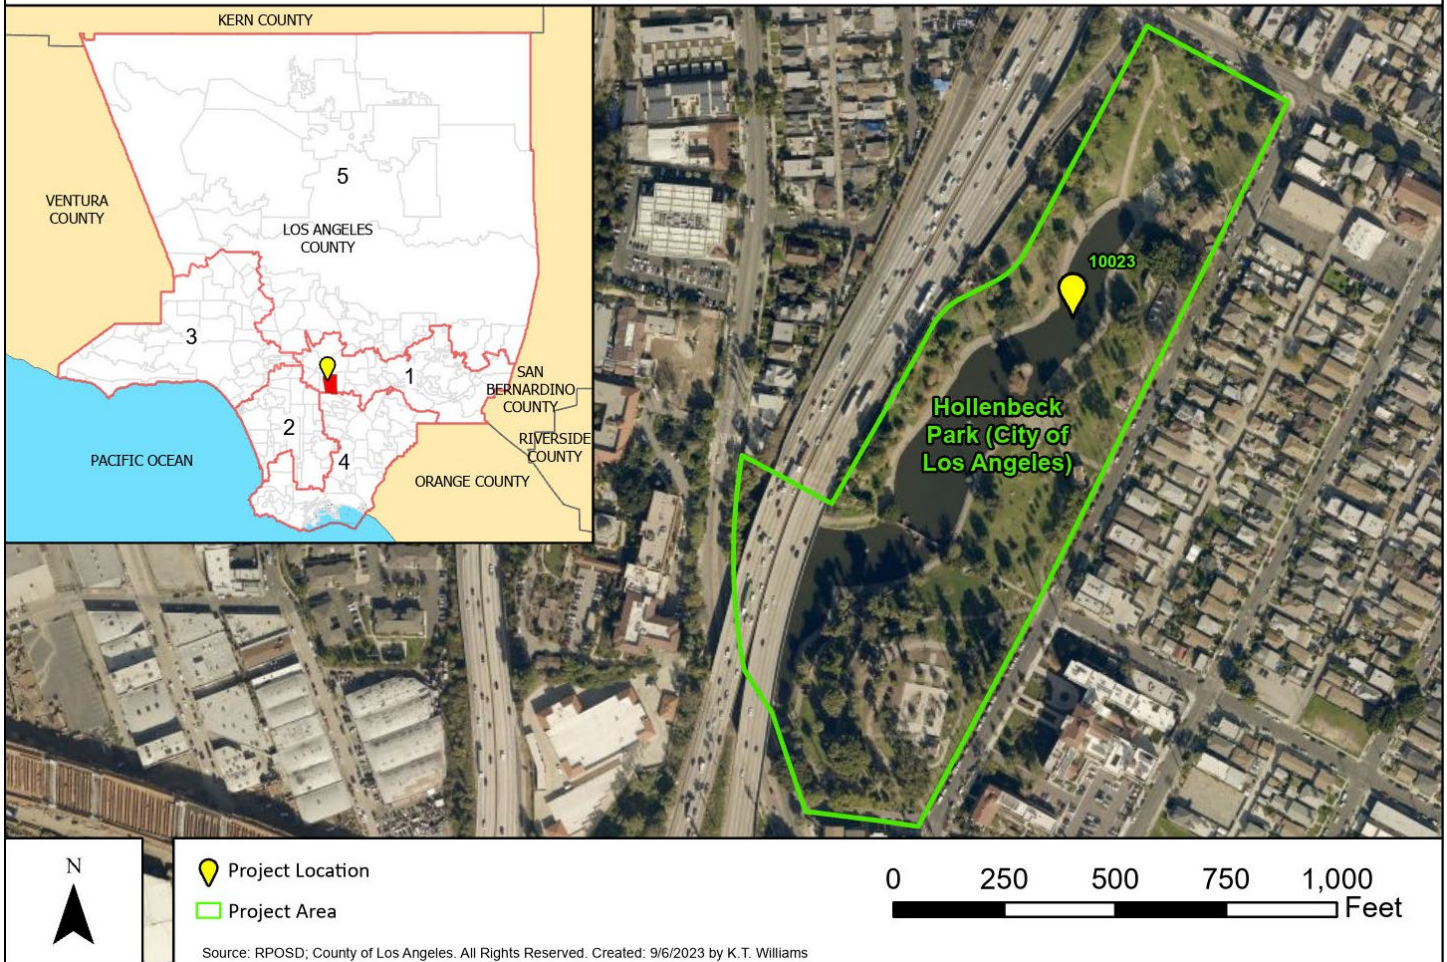 KERN COUNTY
5
VENTURA
COUNTY
LOS ANGELES
COUNTY
3
1
SAN
BERNARDINO
COUNTY
2
RIVERSIDE
COUNTY
4
PACIFIC OCEAN
ORANGE COUNTY
10023
Hollenbeck
Park (City of
Los Angeles)
N
Project Location
Project Area
0 250 500 750 1,000
Feet
Source: RPOSD; County of Los Angeles. All Rights Reserved. Created: 9/6/2023 by K.T. Williams